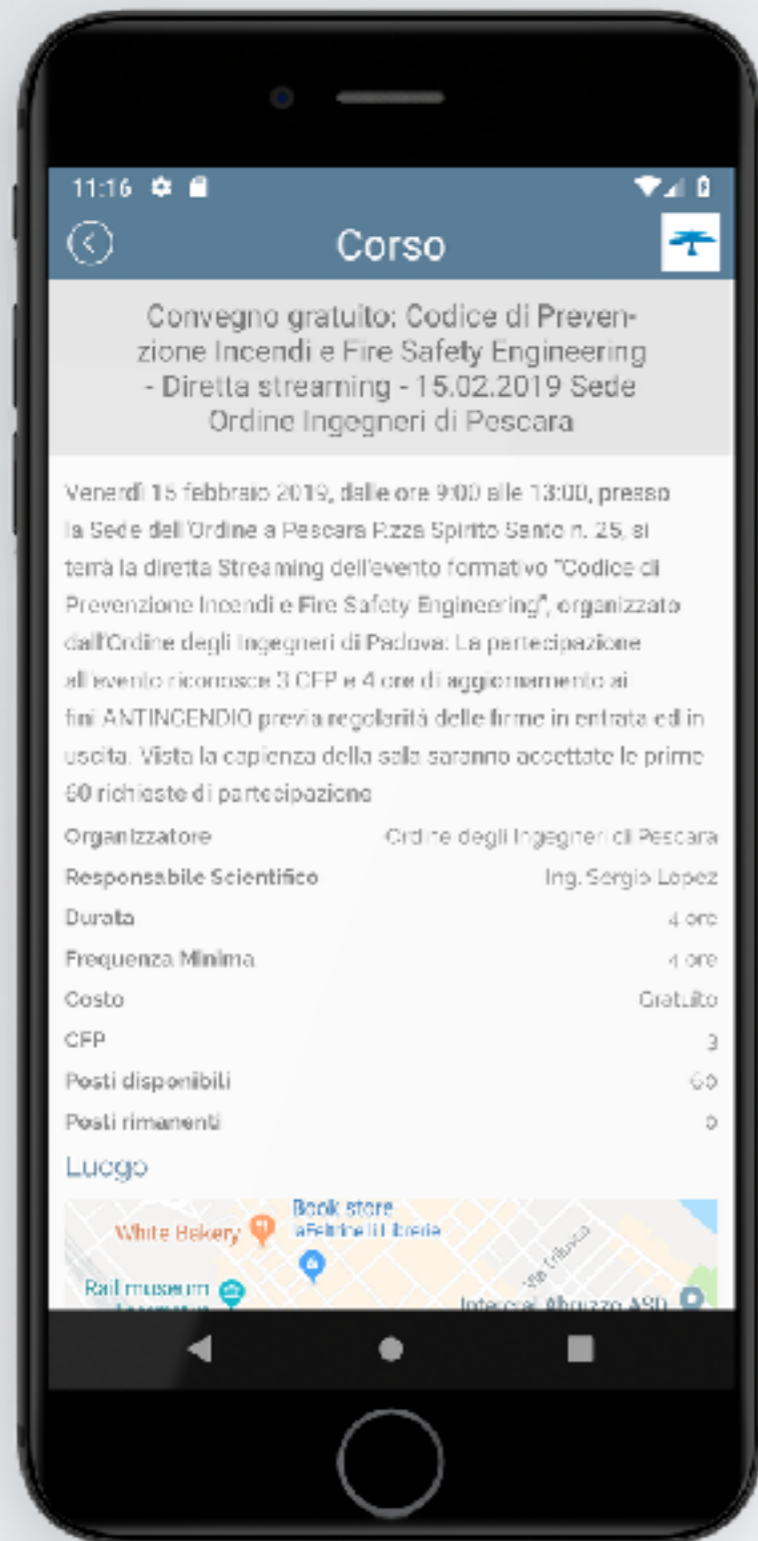 11:16
Corso
Convegno gratuito: Codice di Preven-
zione Incendi e Fire Safety Engineering
- Diretta streaming - 15.02.2019 Sede
Ordine Ingegneri di Pescara
Venerdì 15 febbraio 2019, dalle ore 9:00 alle 13:00, presso
la Sede dell'Ordine a Pescara P.zza Spirito Santo n. 25, si
terrà la diretta Streaming dell'evento formativo "Codice di
Prevenzione Incendi e Fire Safety Engineering", organizzato
dall'Ordine degli Ingegneri di Padova: La partecipazione
all'evento riconosce 3 CFP e 4 ore di aggiornamento ai
fini ANTINCENDIO previa regolarità delle firme in entrata ed in
uscita. Vista la capienza della sala saranno accettate le prime
60 richieste di partecipazione
Organizzatore Ordine degli Ingegneri di Pescara
Responsabile Scientifico Ing. Sergio Lopez
Durata 4 ore
Frequenza Minima 4 ore
Costo Gratuito
CFP 3
Posti disponibili 60
Posti rimanenti 0
Luogo
Book store
White Bakery laFeltrinelli Librerie
Rail museum
Intercral Abruzzo ASD